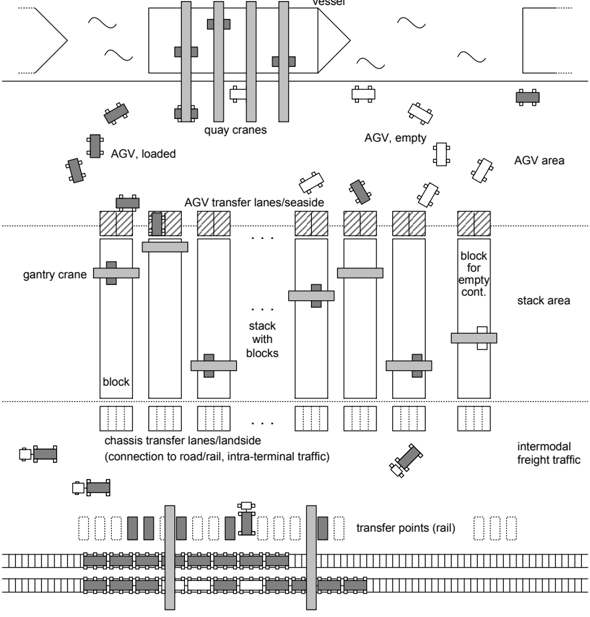 vessel
quay cranes
AGV, loaded
AGV, empty
AGV area
AGV transfer lanes/seaside
. . .
gantry crane
block
for
empty
cont.
stack area
. . .
stack
with
blocks
block
. . .
chassis transfer lanes/landside
(connection to road/rail, intra-terminal traffic)
intermodal
freight traffic
transfer points (rail)